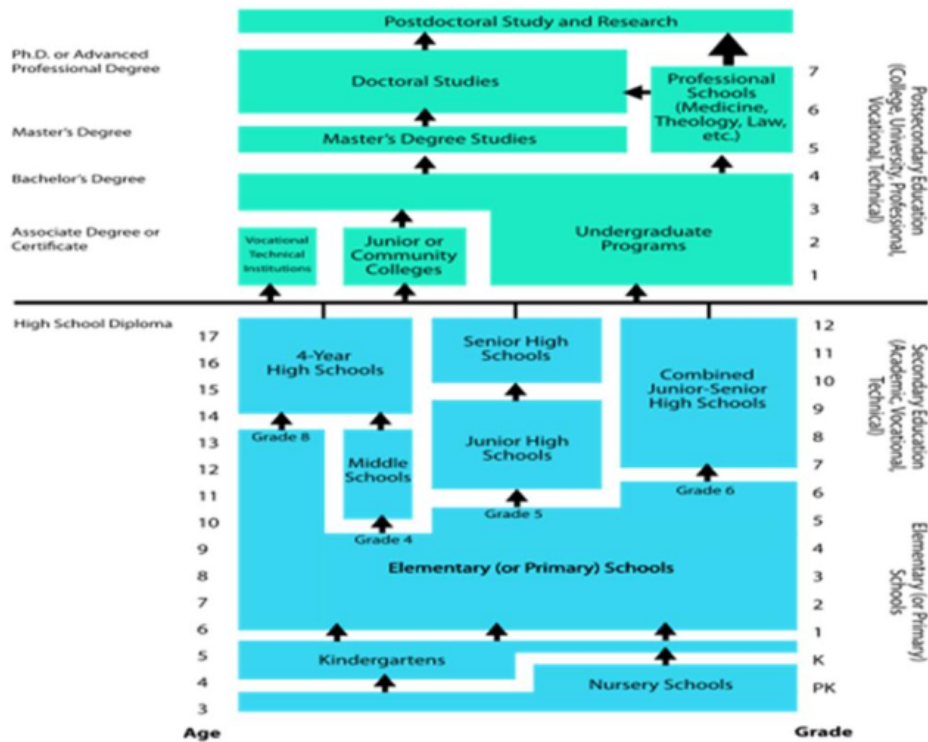 Postdoctoral Study and Research
Ph.D. or Advanced
Professional Degree
Doctoral Studies
Professional
Schools
(Medicine,
Theology, Law,
etc.)
7
6
5
Master's Degree
Master's Degree Studies
Bachelor's Degree
4
3
Associate Degree or
Certificate
Vocational
Technical
Institutions
Junior or
Community
Colleges
Undergraduate
Programs
2
1
Postsecondary Education
(College, University, Professional,
Vocational, Technical)
High School Diploma
17
16
15
14
13
12
11
10
9
8
7
6
5
4
3
Age
4-Year
High Schools
Senior High
Schools
Combined
Junior-Senior
High Schools
Grade 8
Middle
Schools
Junior High
Schools
Grade 6
Grade 5
Grade 4
Elementary (or Primary) Schools
Kindergartens
Nursery Schools
12
11
10
9
8
7
6
5
4
3
2
1
K
PK
Grade
Secondary Education
(Academic, Vocational,
Technical)
Elementary (or Primary)
Schools